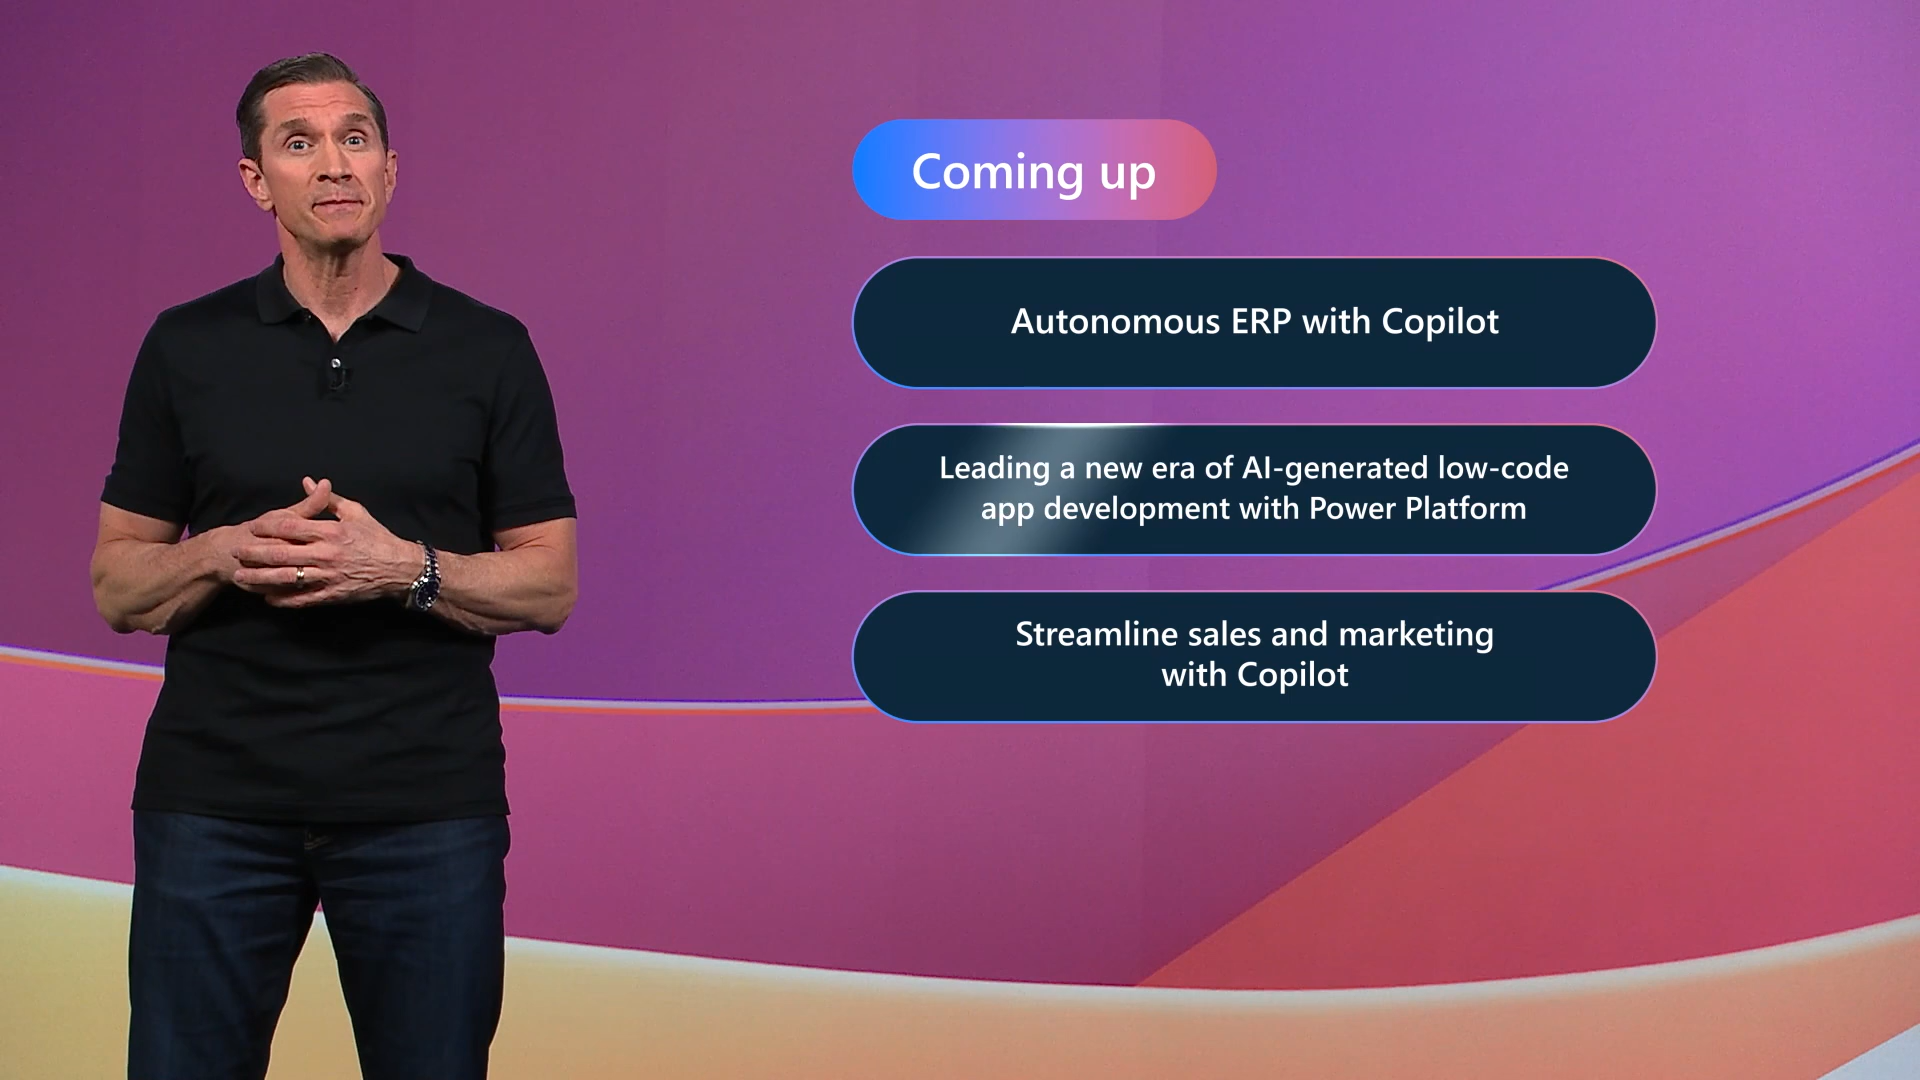 Coming up
Autonomous ERP with Copilot
Leading a new era of AI-generated low-code
app development with Power Platform
Streamline sales and marketing
with Copilot